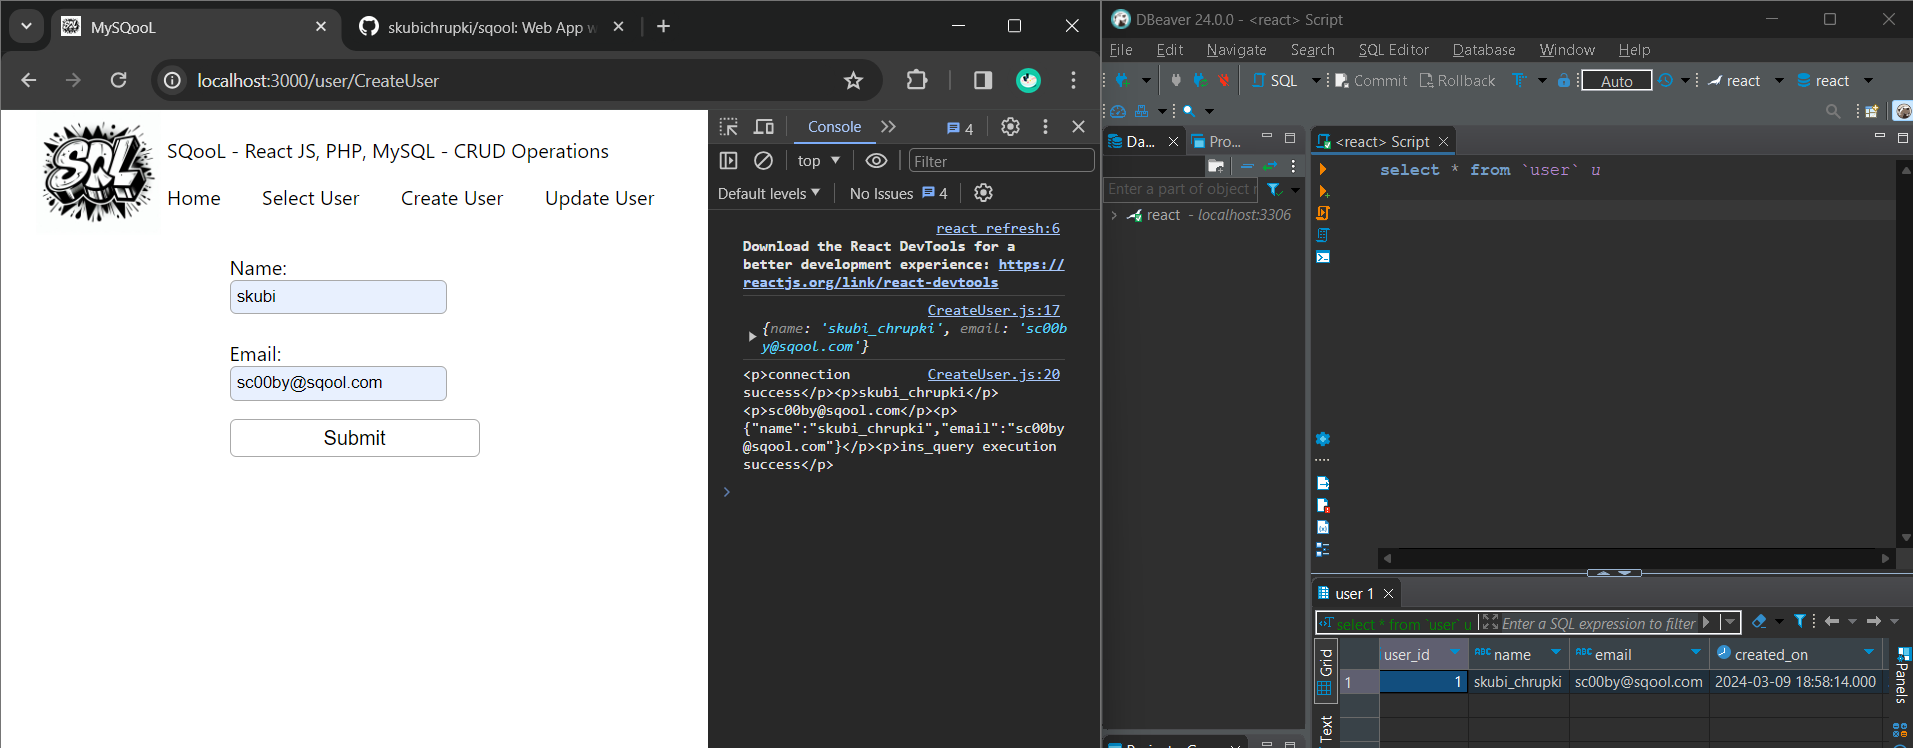 MySQooL
skubichrupki/sqool: Web App w
localhost:3000/user/CreateUser
SQL
SQooL - React JS, PHP, MySQL - CRUD Operations
Home Select User Create User Update User
Name:
skubi
Email:
sc00by@sqool.com
Submit
Console 4
top Filter
Default levels No Issues 4
react refresh:6
Download the React DevTools for a
better development experience: https://
reactjs.org/link/react-devtools
CreateUser.js:17
{name: 'skubi_chrupki', email: 'sc00b
y@sqool.com'}
<p>connection CreateUser.js:20
success</p><p>skubi_chrupki</p>
<p>sc00by@sqool.com</p><p>
{"name":"skubi_chrupki","email":"sc00by
@sqool.com"}</p><p>ins_query execution
success</p>
DBeaver 24.0.0 - <react> Script
File Edit Navigate Search SQL Editor Database Window Help
SQL Commit Rollback Auto react react
Da... Pro...
Enter a part of object
react - localhost:3306
<react> Script
select * from `user` u
user 1
select * from `user` u Enter a SQL expression to filter
Grid
Text
user_id name email created_on
1 1 skubi_chrupki sc00by@sqool.com 2024-03-09 18:58:14.000
Panels